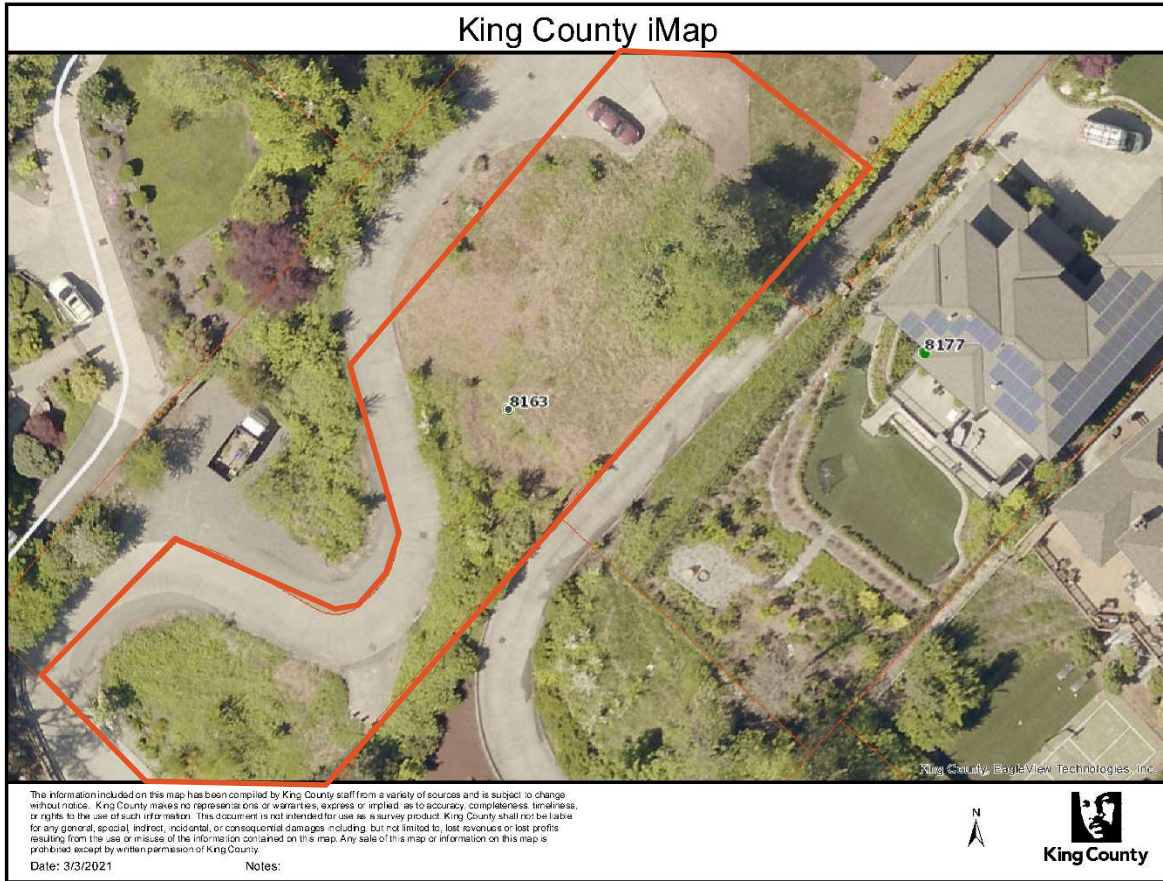 King County iMap
8177
8163
King County, EagleView Technologies, Inc.
The information included on this map has been compiled by King County staff from a variety of sources and is subject to change
without notice. King County makes no representations or warranties, express or implied, as to accuracy, completeness, timeliness,
or rights to the use of such information. This document is not intended for use as a survey product. King County shall not be liable
for any general, special, indirect, incidental, or consequential damages including, but not limited to, lost revenues or lost profits
resulting from the use or misuse of the information contained on this map. Any sale of this map or information on this map is
prohibited except by written permission of King County.
Date: 3/3/2021 Notes:
N
King County